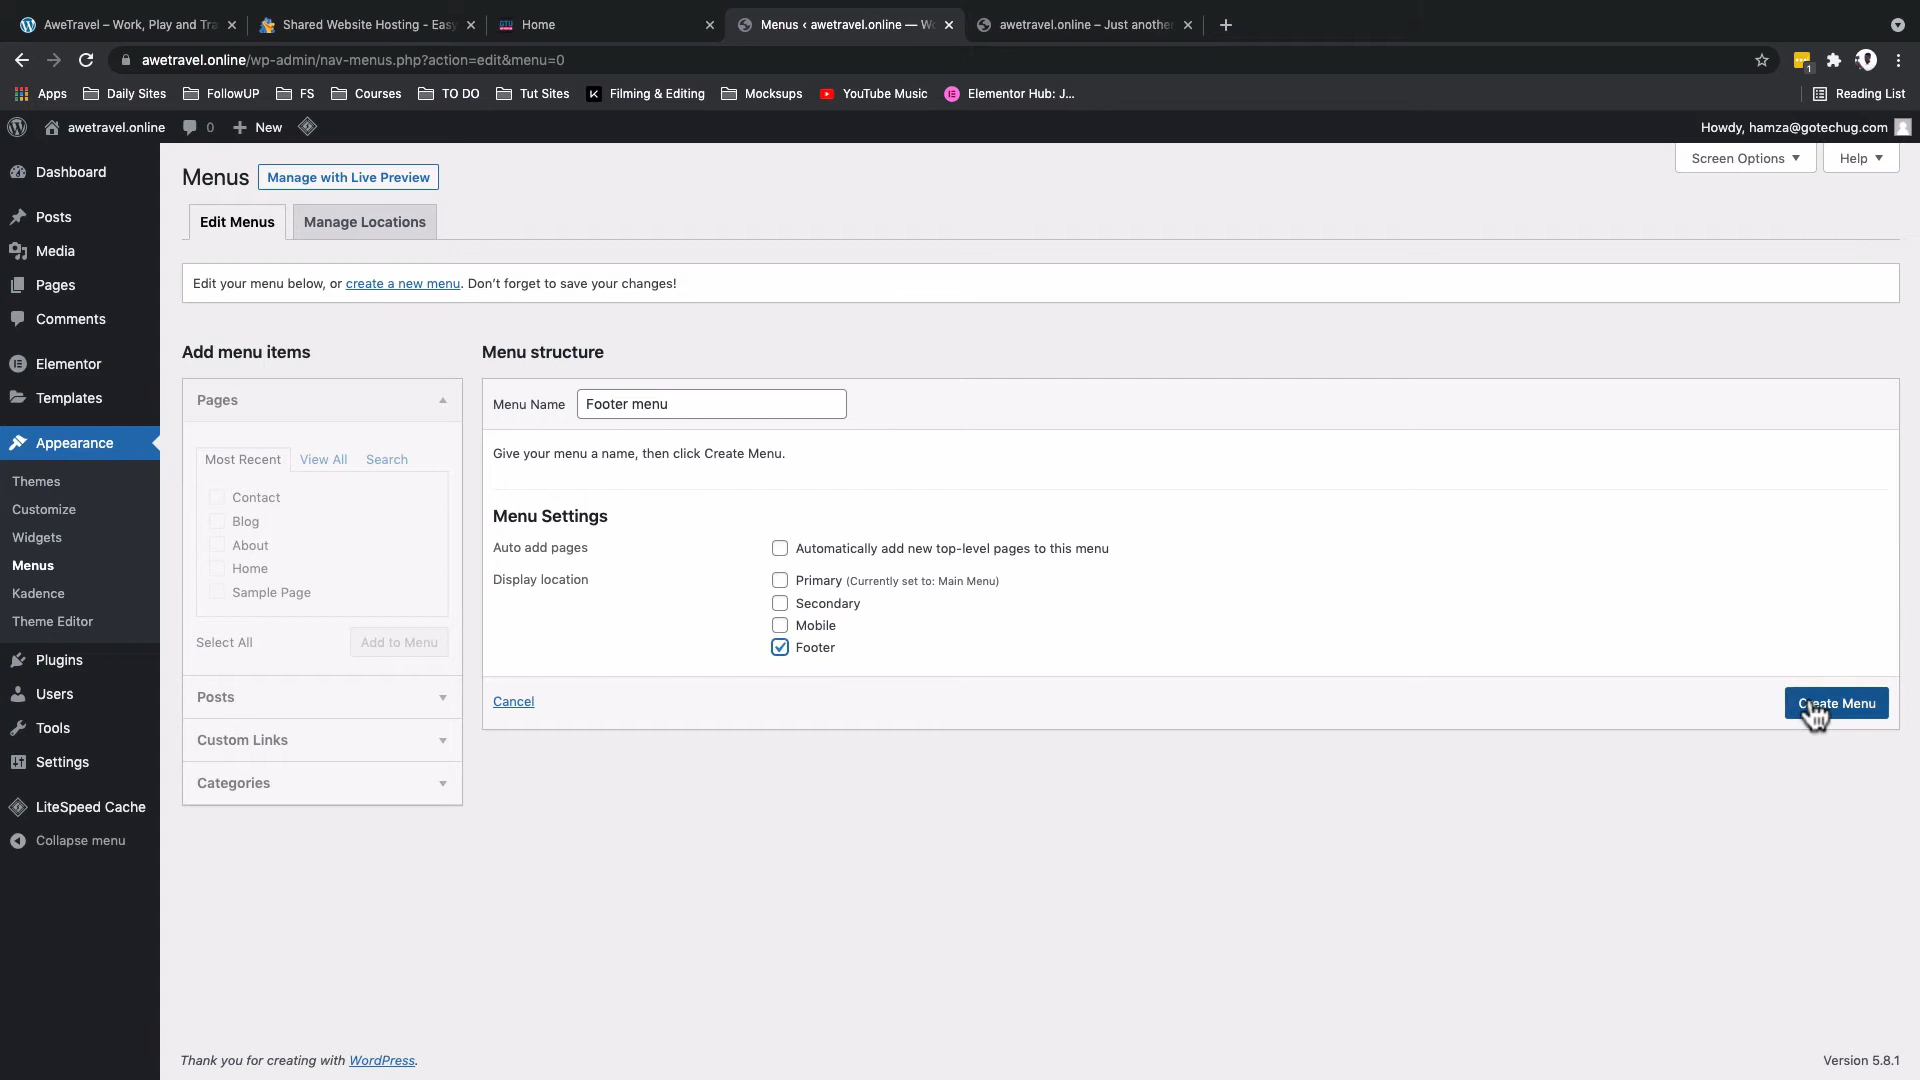 AweTravel – Work, Play and Tra
Shared Website Hosting - Easy
Home
Menus ‹ awetravel.online — W
awetravel.online – Just another
awetravel.online/wp-admin/nav-menus.php?action=edit&menu=0
1
Apps
Daily Sites
FollowUP
FS
Courses
TO DO
Tut Sites
Filming & Editing
Mocksups
YouTube Music
Elementor Hub: J...
Reading List
awetravel.online
0
New
Howdy, hamza@gotechug.com
Dashboard
Posts
Media
Pages
Comments
Elementor
Templates
Appearance
Themes
Customize
Widgets
Menus
Kadence
Theme Editor
Plugins
Users
Tools
Settings
LiteSpeed Cache
Collapse menu
Screen Options
Help
Menus
Manage with Live Preview
Edit Menus
Manage Locations
Edit your menu below, or create a new menu. Don't forget to save your changes!
Add menu items
Pages
Most Recent
View All
Search
Contact
Blog
About
Home
Sample Page
Select All
Add to Menu
Posts
Custom Links
Categories
Menu structure
Menu Name
Footer menu
Give your menu a name, then click Create Menu.
Menu Settings
Auto add pages
Automatically add new top-level pages to this menu
Display location
Primary (Currently set to: Main Menu)
Secondary
Mobile
Footer
Cancel
Create Menu
Thank you for creating with WordPress.
Version 5.8.1